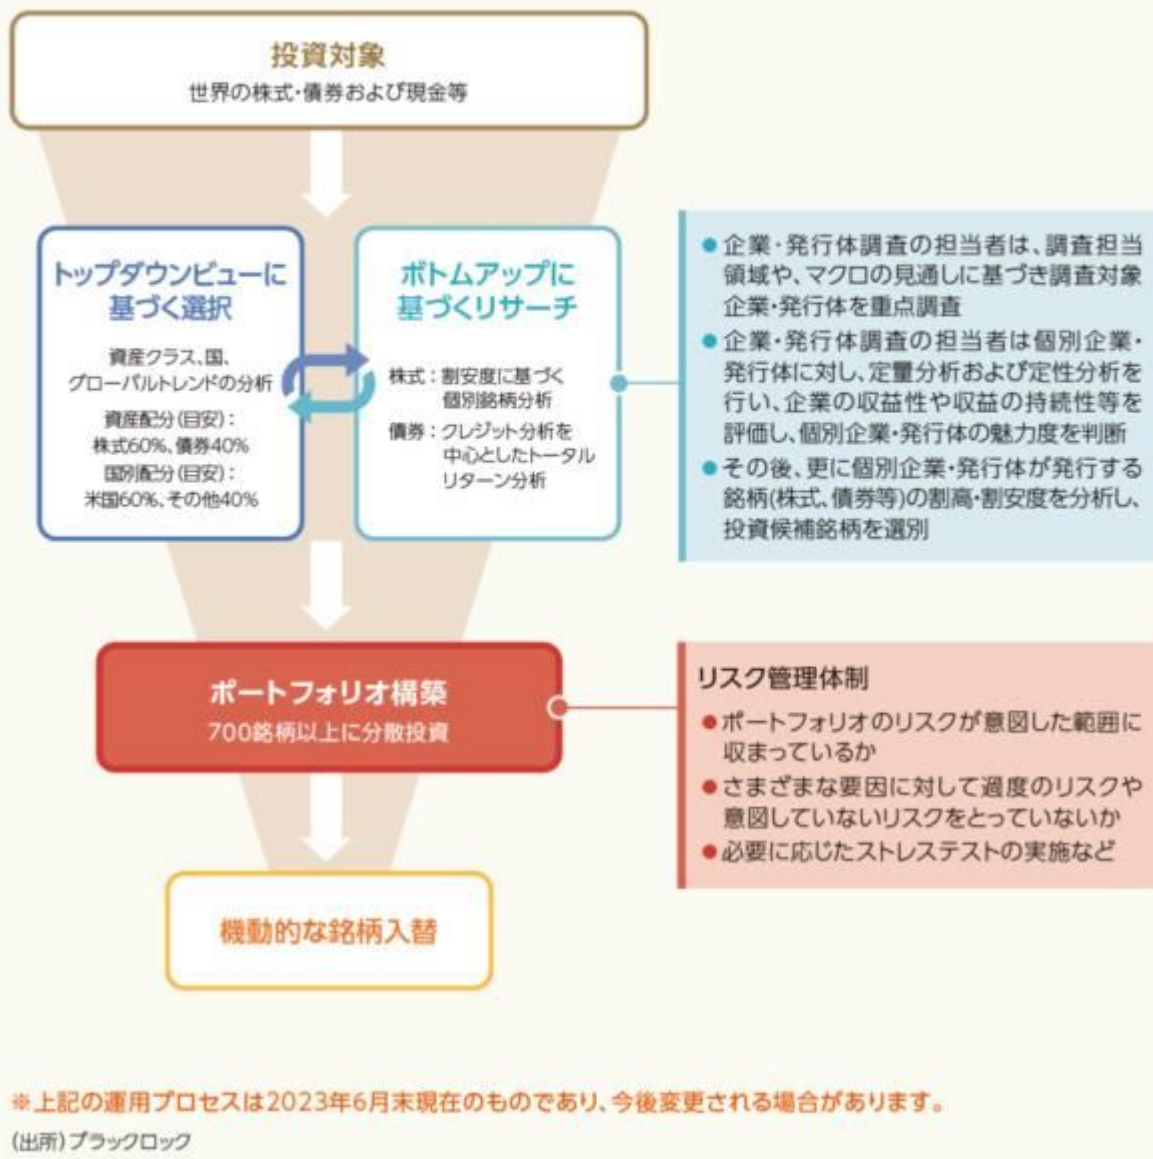 投資対象
世界の株式・債券および現金等
トップダウンビューに
基づく選択
資産クラス、国、
グローバルトレンドの分析
資産配分(目安)：
株式60%、債券40%
国別配分(目安)：
米国60%、その他40%
ボトムアップに
基づくリサーチ
株式：割安度に基づく
個別銘柄分析
債券：クレジット分析を
中心としたトータル
リターン分析
●企業・発行体調査の担当者は、調査担当
領域や、マクロの見通しに基づき調査対象
企業・発行体を重点調査
●企業・発行体調査の担当者は個別企業・
発行体に対し、定量分析および定性分析を
行い、企業の収益性や収益の持続性等を
評価し、個別企業・発行体の魅力度を判断
●その後、更に個別企業・発行体が発行する
銘柄(株式、債券等)の割高・割安度を分析し、
投資候補銘柄を選別
ポートフォリオ構築
700銘柄以上に分散投資
リスク管理体制
●ポートフォリオのリスクが意図した範囲に
収まっているか
●さまざまな要因に対して過度のリスクや
意図していないリスクをとっていないか
●必要に応じたストレステストの実施など
機動的な銘柄入替
※上記の運用プロセスは2023年6月末現在のものであり、今後変更される場合があります。
(出所)ブラックロック